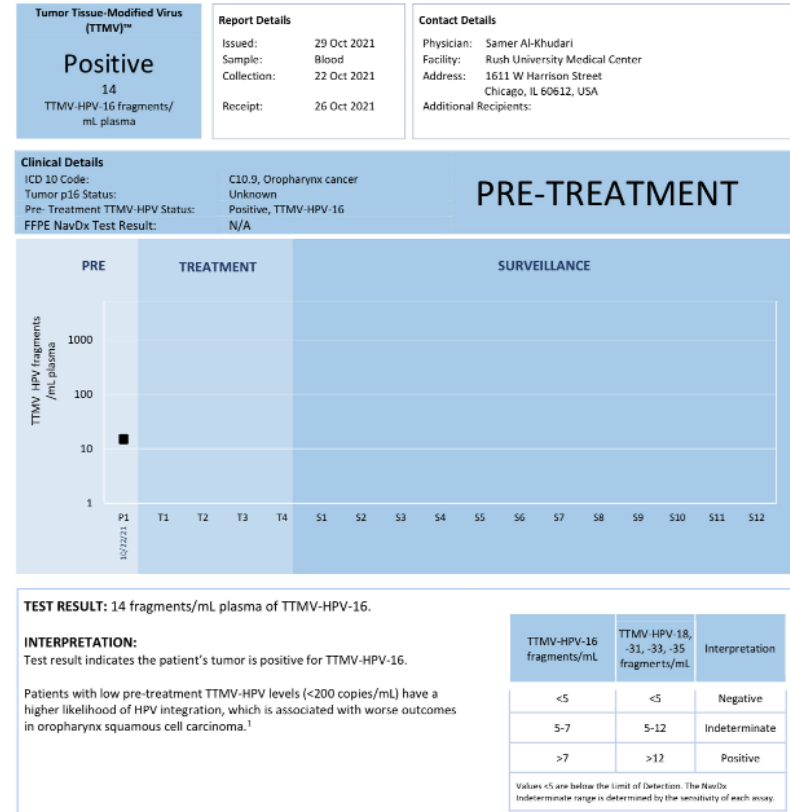 Tumor Tissue-Modified Virus
(TTMV)™
Positive
14
TTMV-HPV-16 fragments/
mL plasma
Report Details
Issued: 29 Oct 2021
Sample: Blood
Collection: 22 Oct 2021
Receipt: 26 Oct 2021
Contact Details
Physician: Samer Al-Khudari
Facility: Rush University Medical Center
Address: 1611 W Harrison Street
Chicago, IL 60612, USA
Additional Recipients:
Clinical Details
ICD 10 Code: C10.9, Oropharynx cancer
Tumor p16 Status: Unknown
Pre- Treatment TTMV-HPV Status: Positive, TTMV-HPV-16
FFPE NavDx Test Result: N/A
PRE-TREATMENT
PRE TREATMENT SURVEILLANCE
TTMV HPV fragments
/mL plasma
1000
100
10
1
P1 T1 T2 T3 T4 S1 S2 S3 S4 S5 S6 S7 S8 S9 S10 S11 S12
10/22/21
TEST RESULT: 14 fragments/mL plasma of TTMV-HPV-16.
INTERPRETATION:
Test result indicates the patient's tumor is positive for TTMV-HPV-16.
Patients with low pre-treatment TTMV-HPV levels (<200 copies/mL) have a
higher likelihood of HPV integration, which is associated with worse outcomes
in oropharynx squamous cell carcinoma.¹
TTMV-HPV-16
fragments/mL
TTMV-HPV-18,
-31, -33, -35
fragments/mL
Interpretation
<5 <5 Negative
5-7 5-12 Indeterminate
>7 >12 Positive
Values <5 are below the Limit of Detection. The NavDx
Indeterminate range is determined by the sensitivity of each assay.